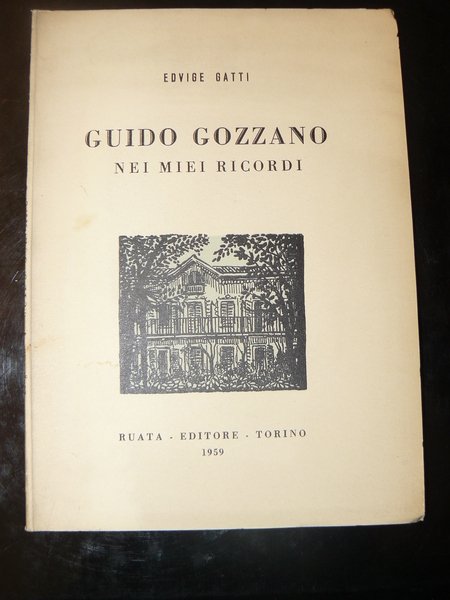 EDVIGE GATTI
GUIDO GOZZANO
NEI MIEI RICORDI
RUATA - EDITORE - TORINO
1959